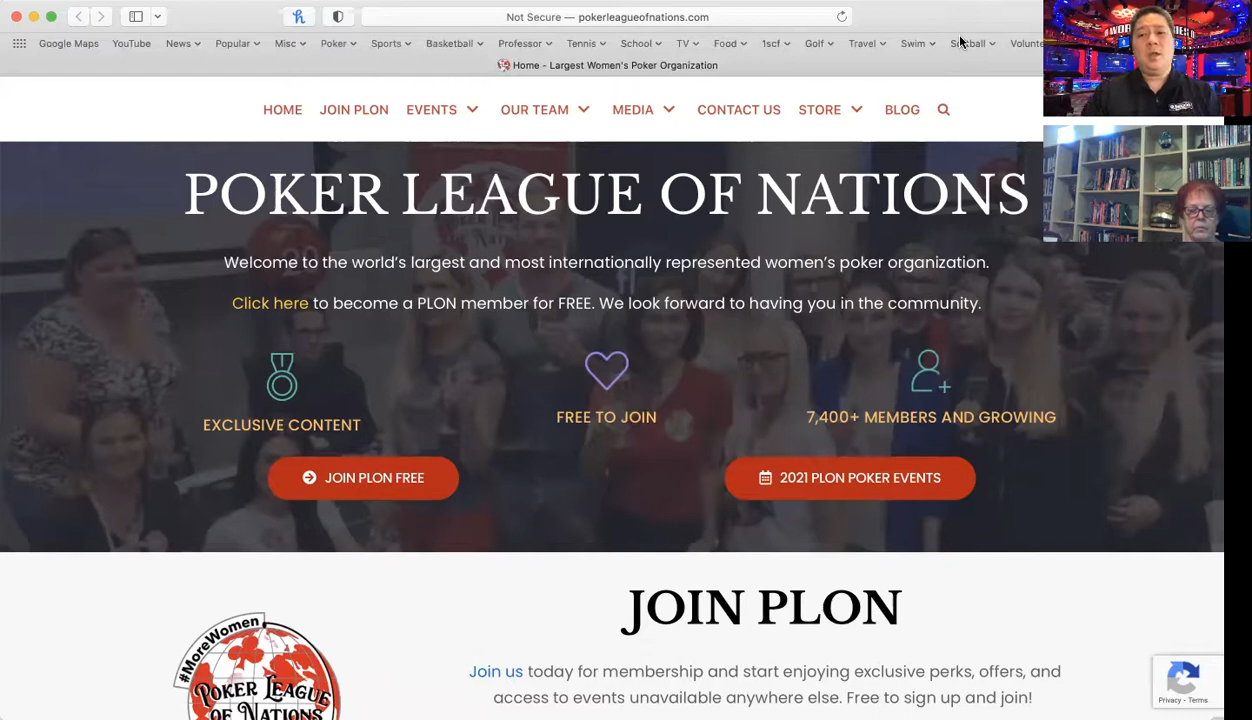 Not Secure — pokerleagueofnations.com
Google Maps YouTube News Popular Misc Poker Sports Basketball Professor Tennis School TV Food 1scf Golf Travel Swim
Home - Largest Women's Poker Organization
HOME JOIN PLON EVENTS OUR TEAM MEDIA CONTACT US STORE BLOG
POKER LEAGUE OF NATIONS
Welcome to the world's largest and most internationally represented women's poker organization.
Click here to become a PLON member for FREE. We look forward to having you in the community.
EXCLUSIVE CONTENT
FREE TO JOIN
7,400+ MEMBERS AND GROWING
JOIN PLON FREE
2021 PLON POKER EVENTS
JOIN PLON
Join us today for membership and start enjoying exclusive perks, offers, and
access to events unavailable anywhere else. Free to sign up and join!
#MoreWomen
POKER LEAGUE
OF NATIONS
Privacy - Terms